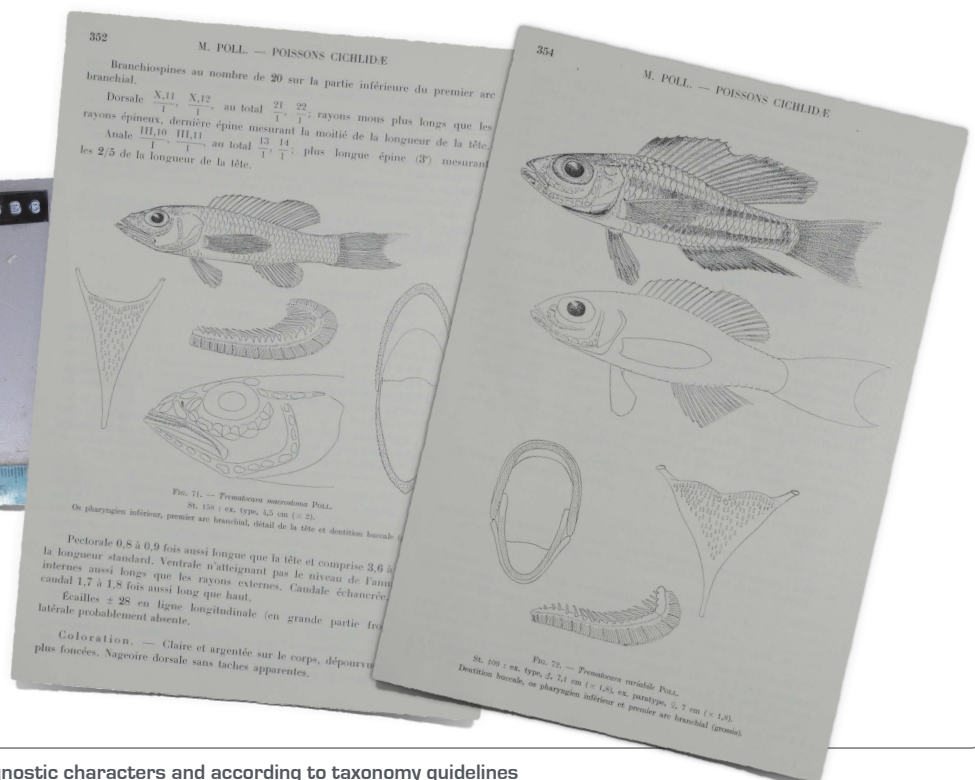 352
M. POLL. — POISSONS CICHLIDÆ
Branchiospines au nombre de 20 sur la partie inférieure du premier arc
branchial.
Dorsale X,11/I, X,12/I, au total 21/I, 22/I; rayons mous plus longs que les
rayons épineux, dernière épine mesurant la moitié de la longueur de la tête.
Anale III,10/I, III,11/I, au total 13/I, 14/I; plus longue épine (3e) mesurant
les 2/5 de la longueur de la tête.
FIG. 71. — Trematocara macrostoma POLL.
St. 158 : ex. type, 4,5 cm (× 2).
Os pharyngien inférieur, premier arc branchial, détail de la tête et dentition buccale
Pectorale 0,8 à 0,9 fois aussi longue que la tête et comprise 3,6 à
la longueur standard. Ventrale n'atteignant pas le niveau de l'anu
internes aussi longs que les rayons externes. Caudale échancrée.
caudal 1,7 à 1,8 fois aussi long que haut.
Écailles ± 28 en ligne longitudinale (en grande partie
latérale probablement absente.
Coloration. — Claire et argentée sur le corps, dépourvu
plus foncées. Nageoire dorsale sans taches apparentes.
354
M. POLL. — POISSONS CICHLIDÆ
FIG. 72. — Trematocara variabile POLL.
St. 109 : ex. type, ♂, 7,1 cm (× 1,8), ex. paratype, ♀, 7 cm (× 1,8).
Dentition buccale, os pharyngien inférieur et premier arc branchial (grossis).
gnostic characters and according to taxonomy guidelines